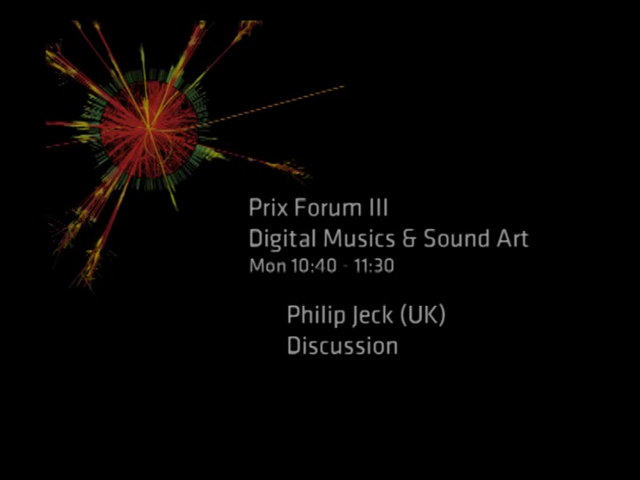 Prix Forum III
Digital Musics & Sound Art
Mon 10:40 - 11:30
Philip Jeck (UK)
Discussion